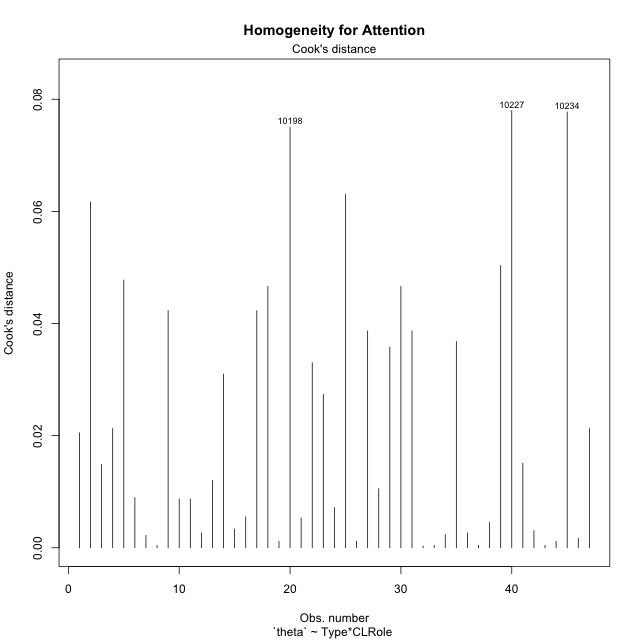 Homogeneity for Attention
Cook's distance
Cook's distance
0.00
0.02
0.04
0.06
0.08
10198
10227
10234
0
10
20
30
40
Obs. number
`theta` ~ Type*CLRole